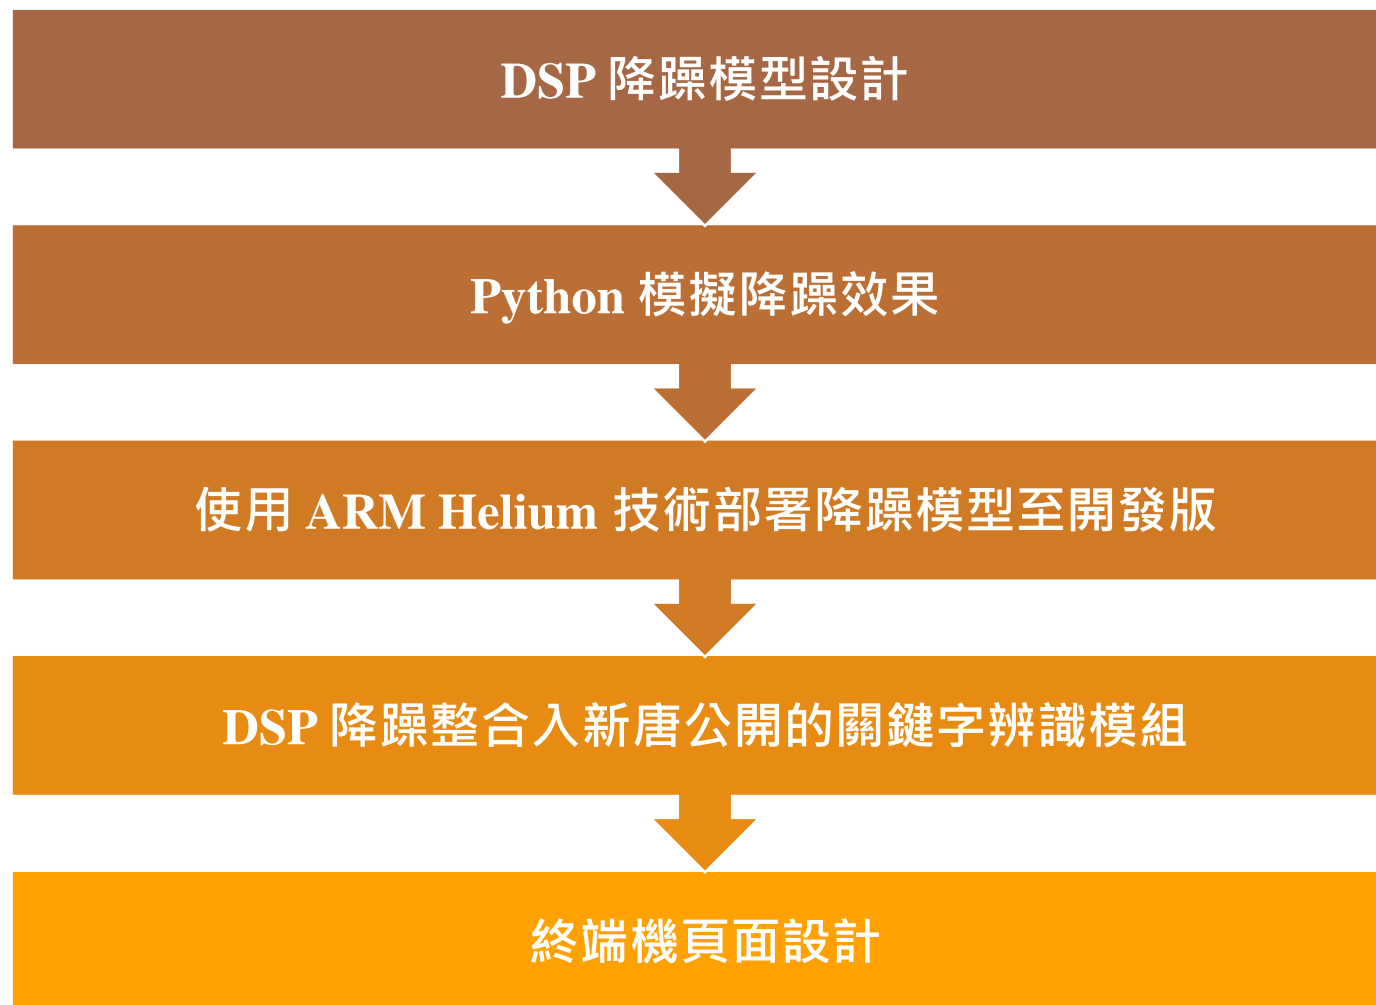 DSP 降躁模型設計
Python 模擬降躁效果
使用 ARM Helium 技術部署降躁模型至開發版
DSP 降躁整合入新唐公開的關鍵字辨識模組
終端機頁面設計